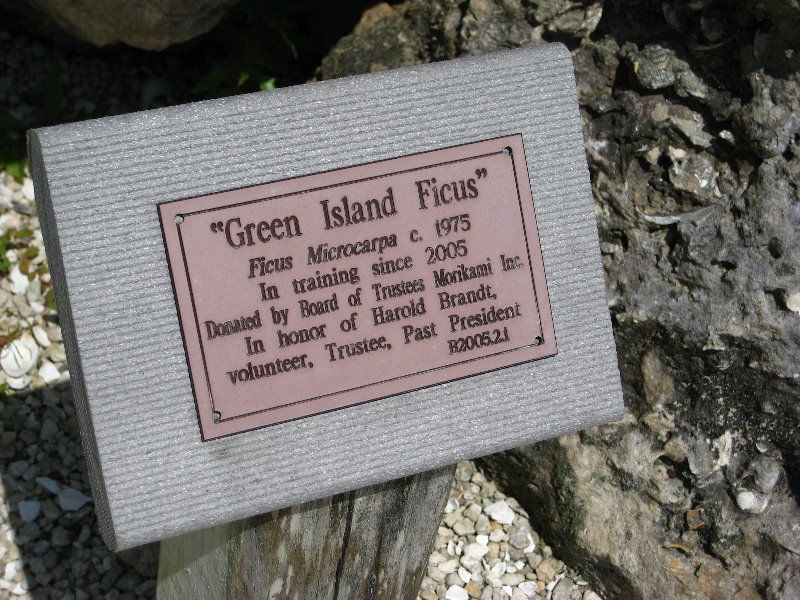 “Green Island Ficus”
Ficus Microcarpa c. 1975
In training since 2005
Donated by Board of Trustees Morikami Inc.
In honor of Harold Brandt,
volunteer, Trustee, Past President
B2005.2.1